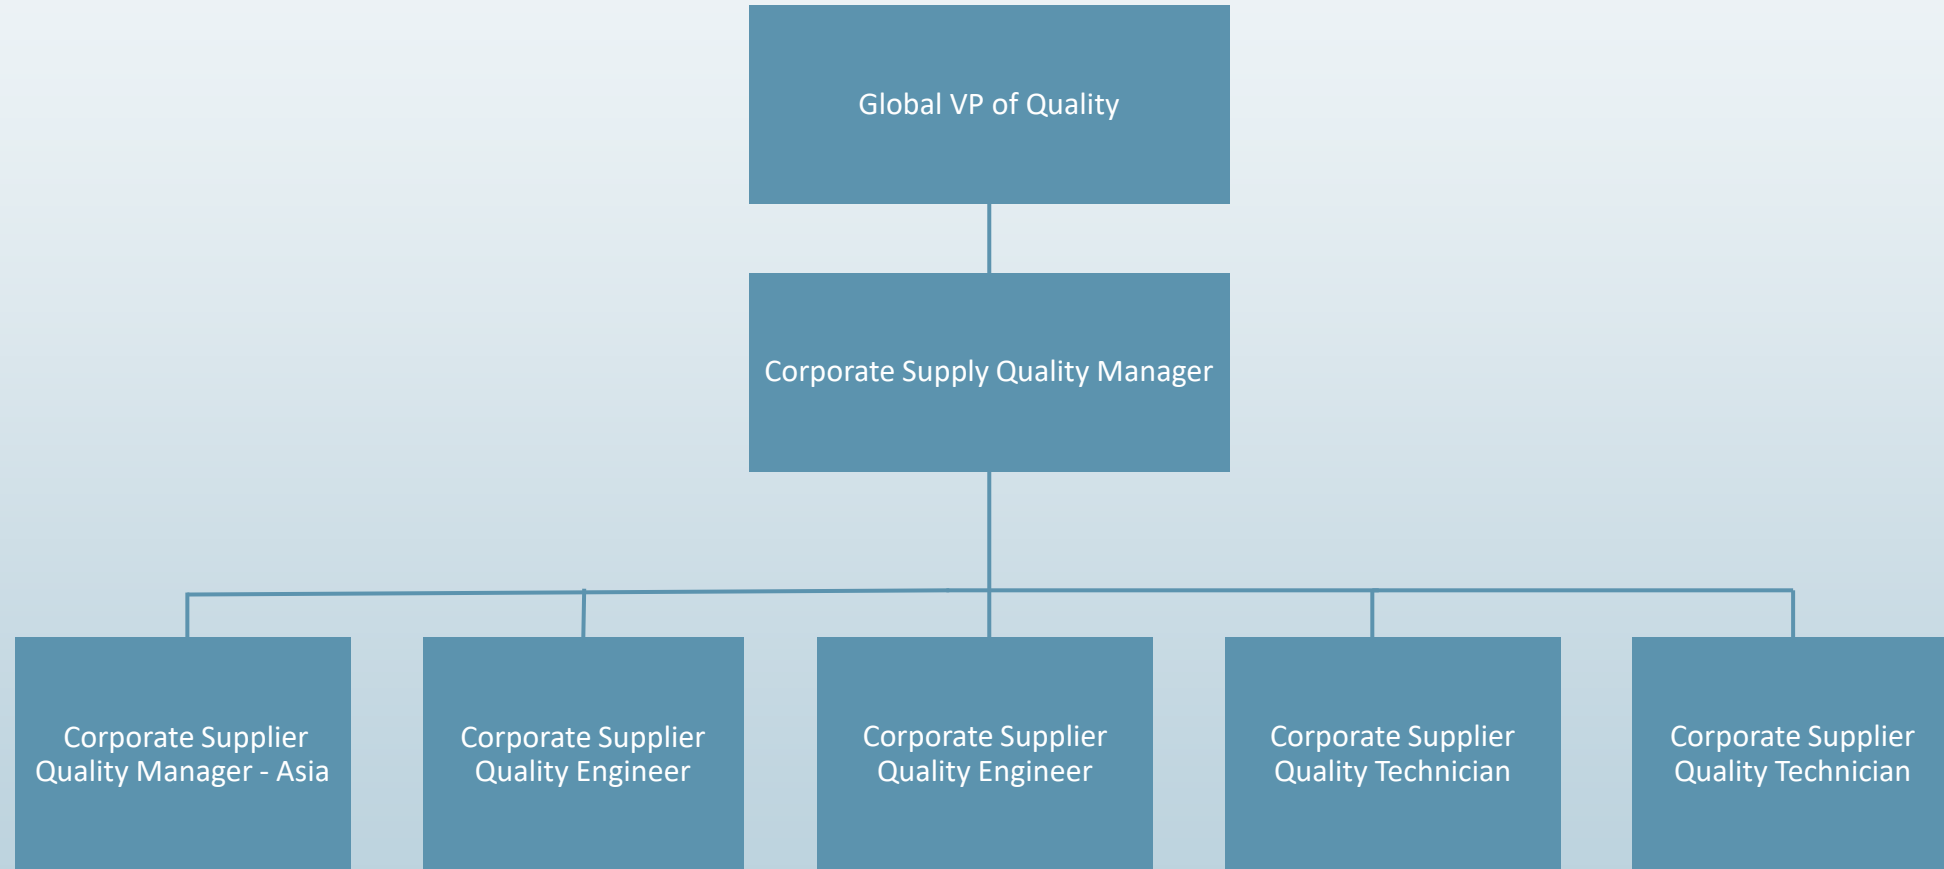 Global VP of Quality
Corporate Supply Quality Manager
Corporate Supplier
Quality Manager - Asia
Corporate Supplier
Quality Engineer
Corporate Supplier
Quality Engineer
Corporate Supplier
Quality Technician
Corporate Supplier
Quality Technician